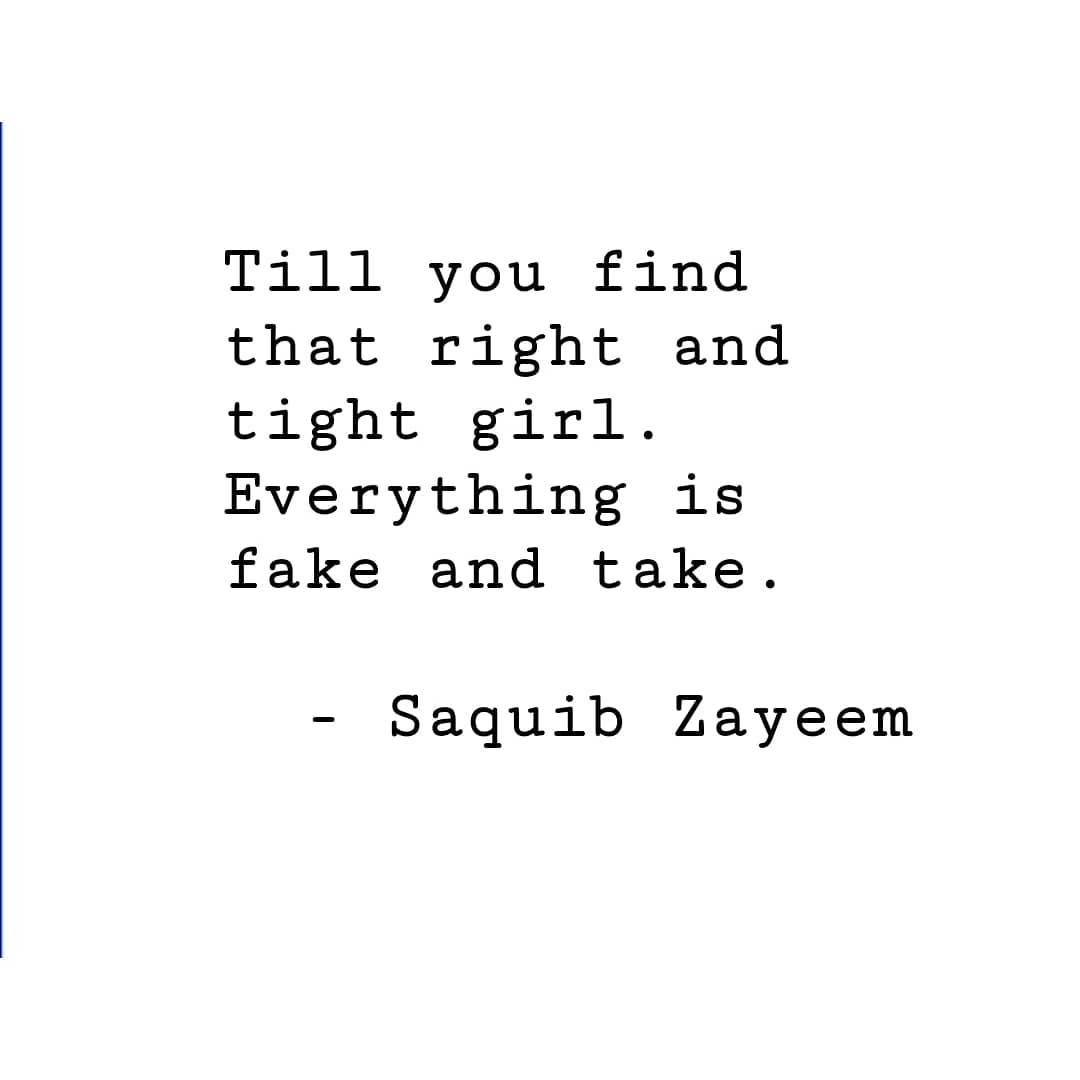 Till you find
that right and
tight girl.
Everything is
fake and take.
- Saquib Zayeem